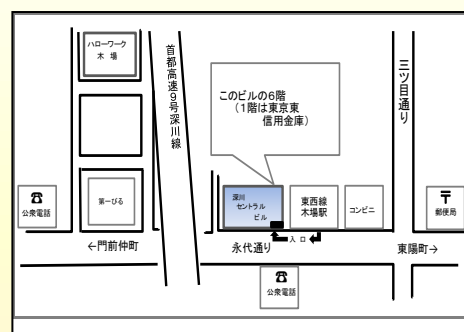 ハローワーク
木 場
首都高速9号深川線
三ツ目通り
このビルの6階
(1階は東京東
信用金庫)
☎
公衆電話
第一びる
深川
セントラル
ビル
東西線
木場駅
コンビニ
〒
郵便局
←門前仲町
永代通り
入口
東陽町→
☎
公衆電話